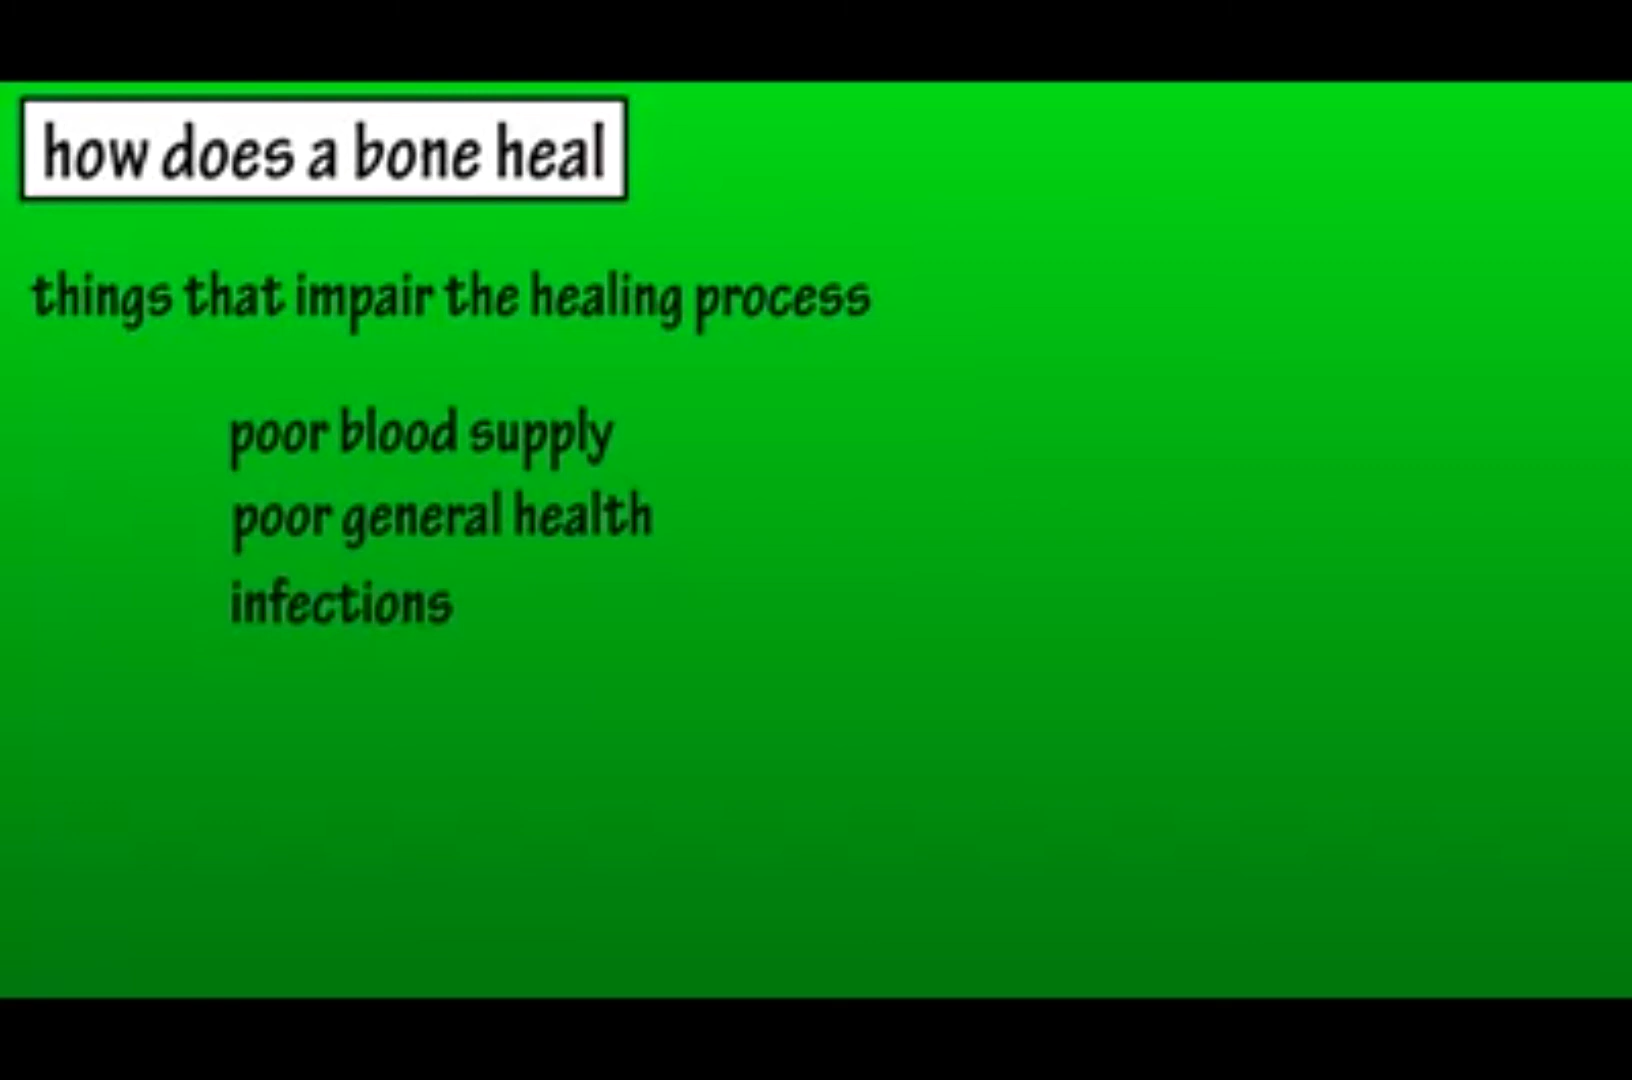 how does a bone heal
things that impair the healing process
poor blood supply
poor general health
infections